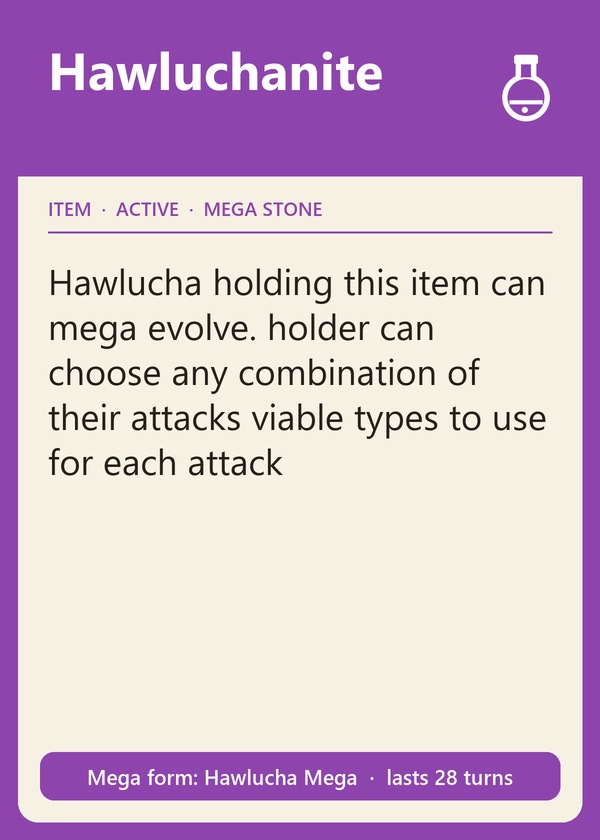 Hawluchanite
ITEM · ACTIVE · MEGA STONE
Hawlucha holding this item can
mega evolve. holder can
choose any combination of
their attacks viable types to use
for each attack
Mega form: Hawlucha Mega · lasts 28 turns